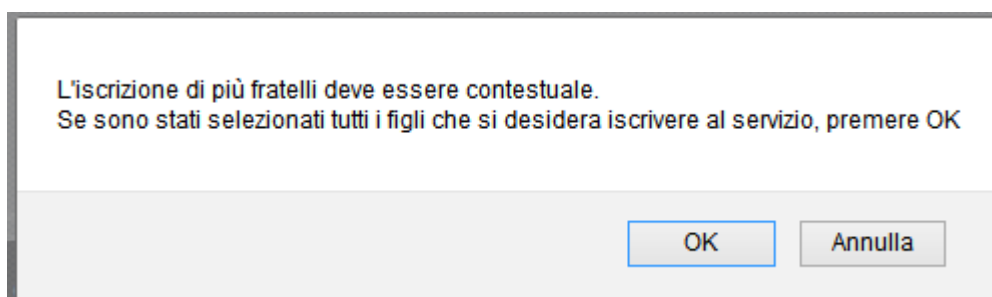 L'iscrizione di più fratelli deve essere contestuale.
Se sono stati selezionati tutti i figli che si desidera iscrivere al servizio, premere OK
OK
Annulla